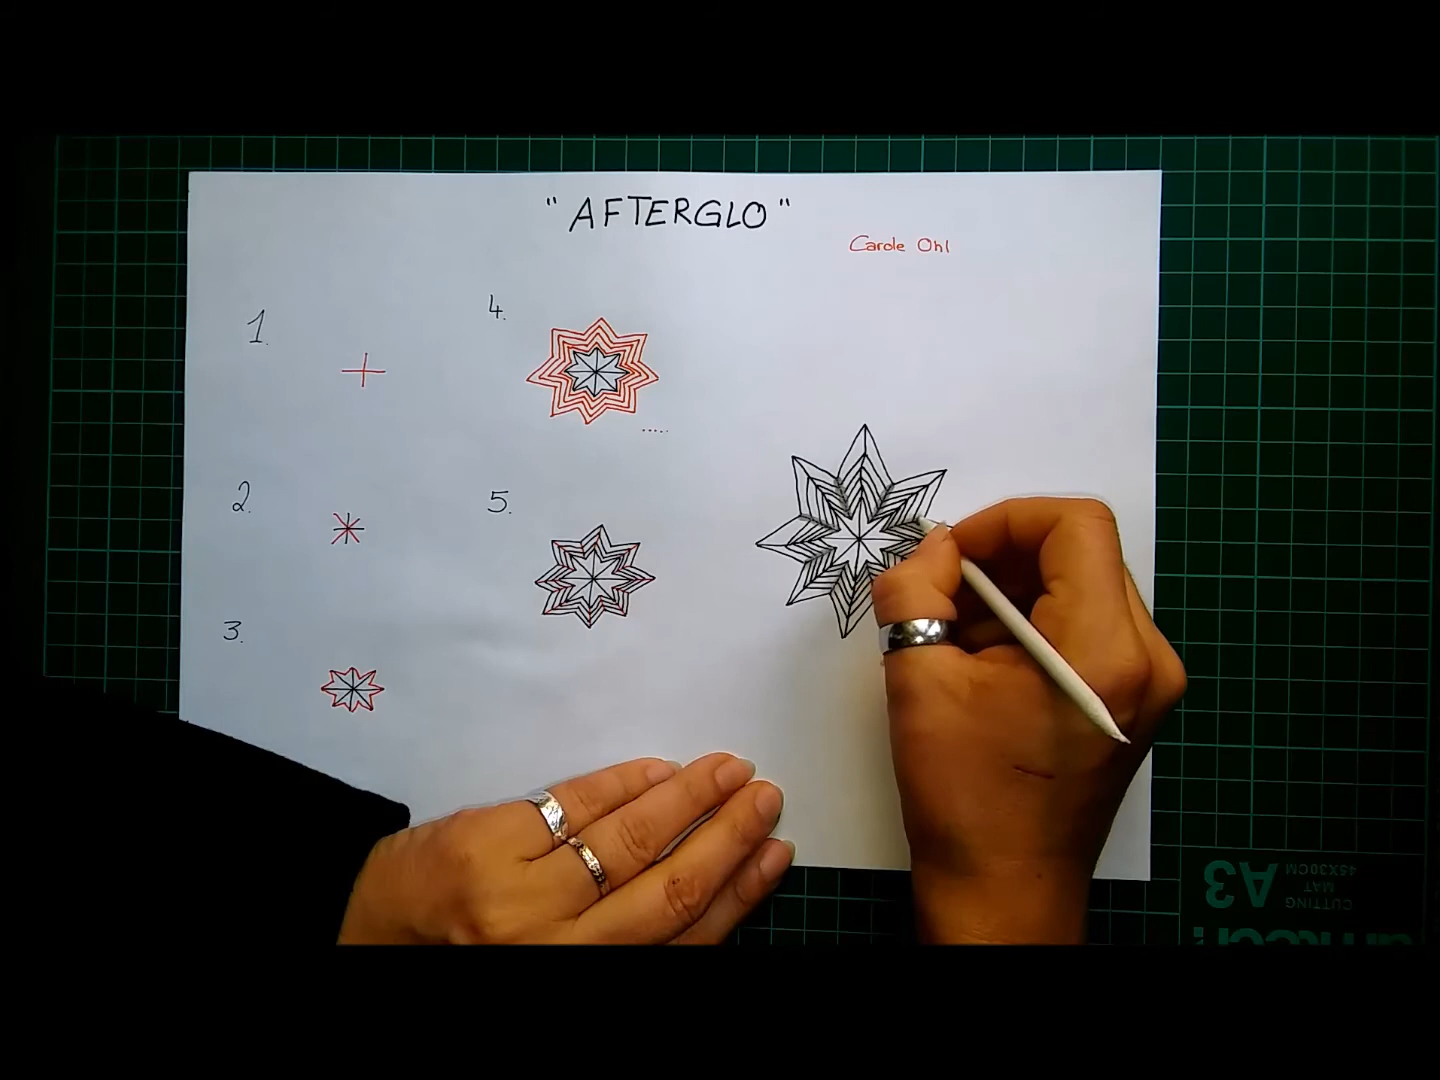 " AFTERGLO "
Carole Ohl
1.
2.
3.
4.
.....
5.
A3
CUTTING
MAT
45X30CM